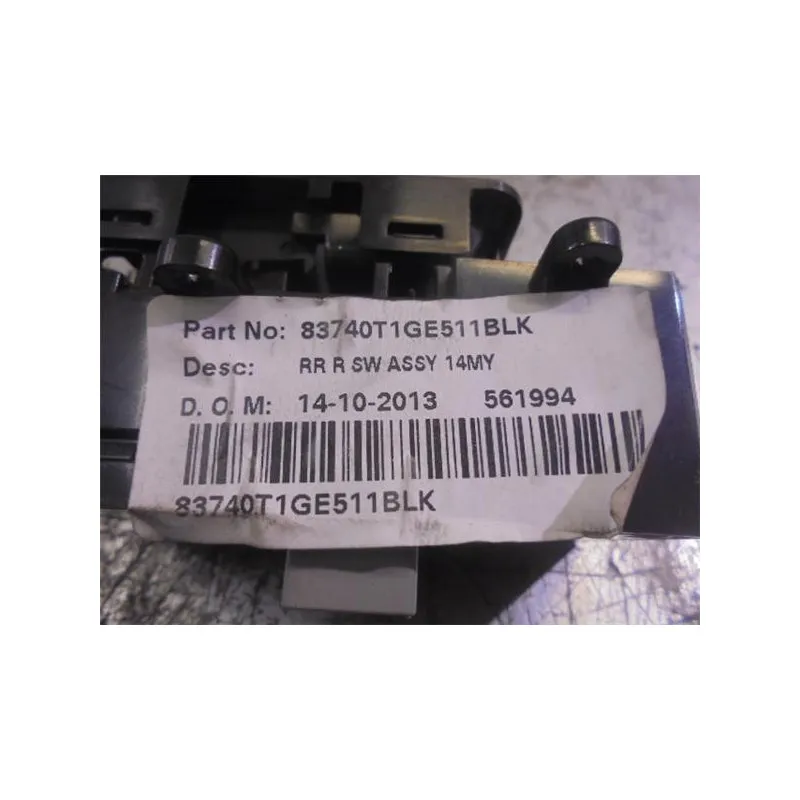 Part No: 83740T1GE511BLK
Desc: RR R SW ASSY 14MY
D. O. M: 14-10-2013 561994
83740T1GE511BLK